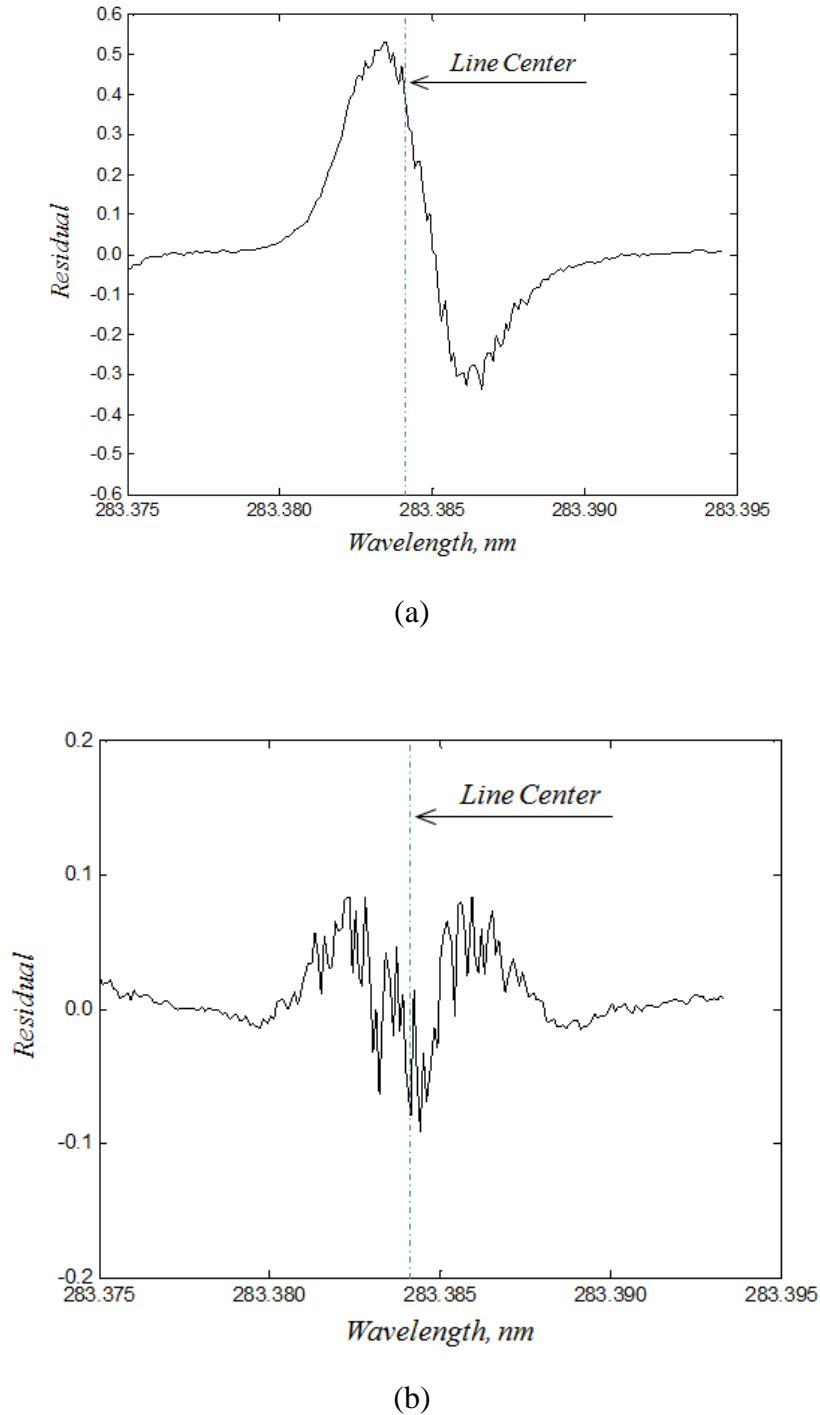 0.6
0.5
Line Center
0.4
0.3
0.2
0.1
0.0
-0.1
-0.2
-0.3
-0.4
-0.5
-0.6
Residual
283.375 283.380 283.385 283.390 283.395
Wavelength, nm
(a)
0.2
Line Center
0.1
0.0
-0.1
-0.2
Residual
283.375 283.380 283.385 283.390 283.395
Wavelength, nm
(b)